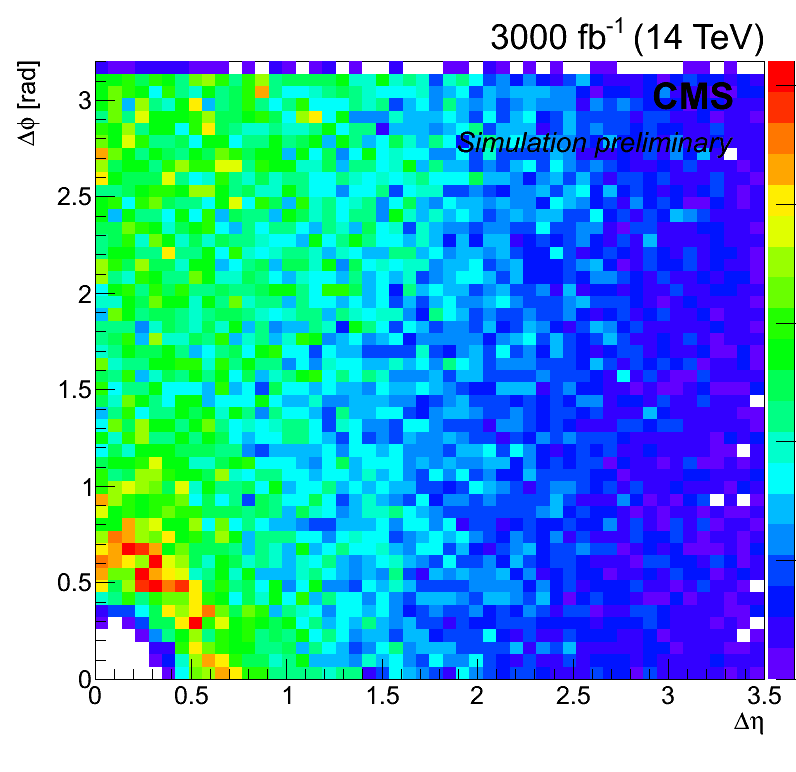 3000 fb-1 (14 TeV)
Δϕ [rad]
CMS
Simulation preliminary
3
2.5
2
1.5
1
0.5
0
0 0.5 1 1.5 2 2.5 3 3.5
Δη